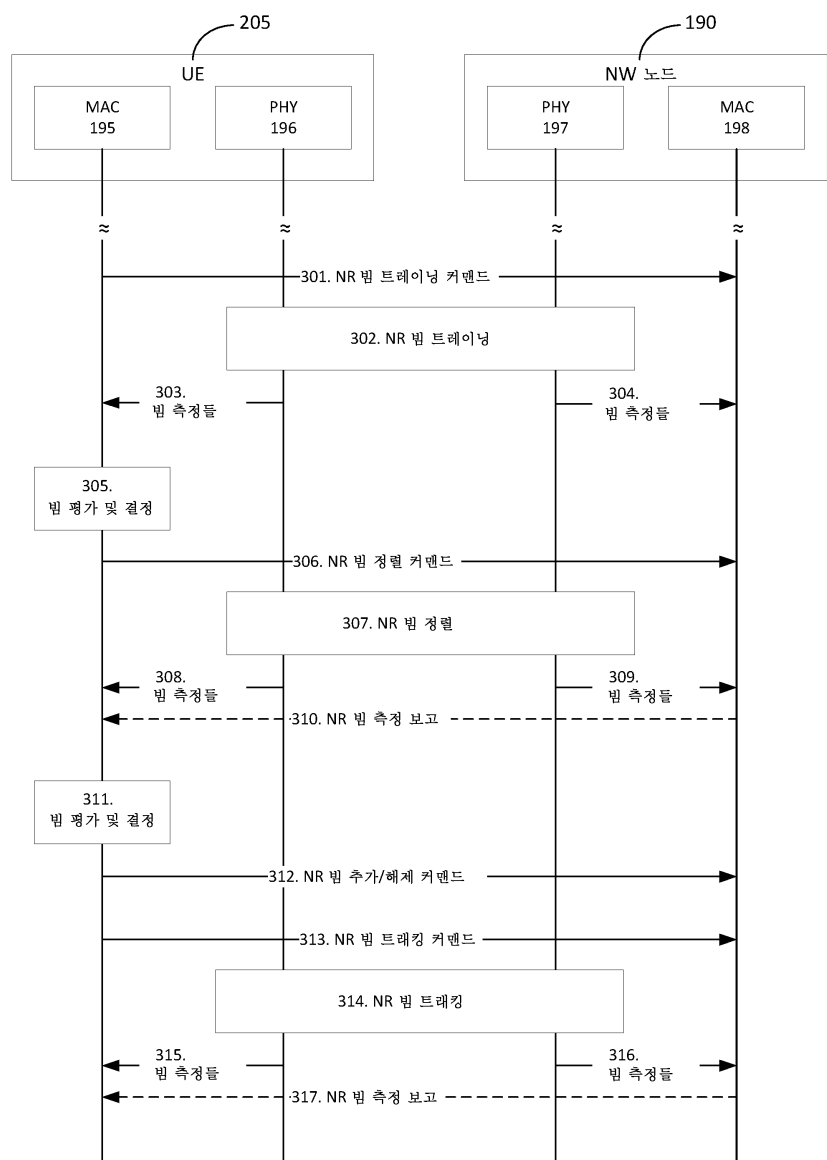 205
190
UE
NW 노드
MAC
195
PHY
196
PHY
197
MAC
198
≈
≈
≈
≈
301. NR 빔 트레이닝 커맨드
302. NR 빔 트레이닝
303.
빔 측정들
304.
빔 측정들
305.
빔 평가 및 결정
306. NR 빔 정렬 커맨드
307. NR 빔 정렬
308.
빔 측정들
309.
빔 측정들
310. NR 빔 측정 보고
311.
빔 평가 및 결정
312. NR 빔 추가/해제 커맨드
313. NR 빔 트래킹 커맨드
314. NR 빔 트래킹
315.
빔 측정들
316.
빔 측정들
317. NR 빔 측정 보고